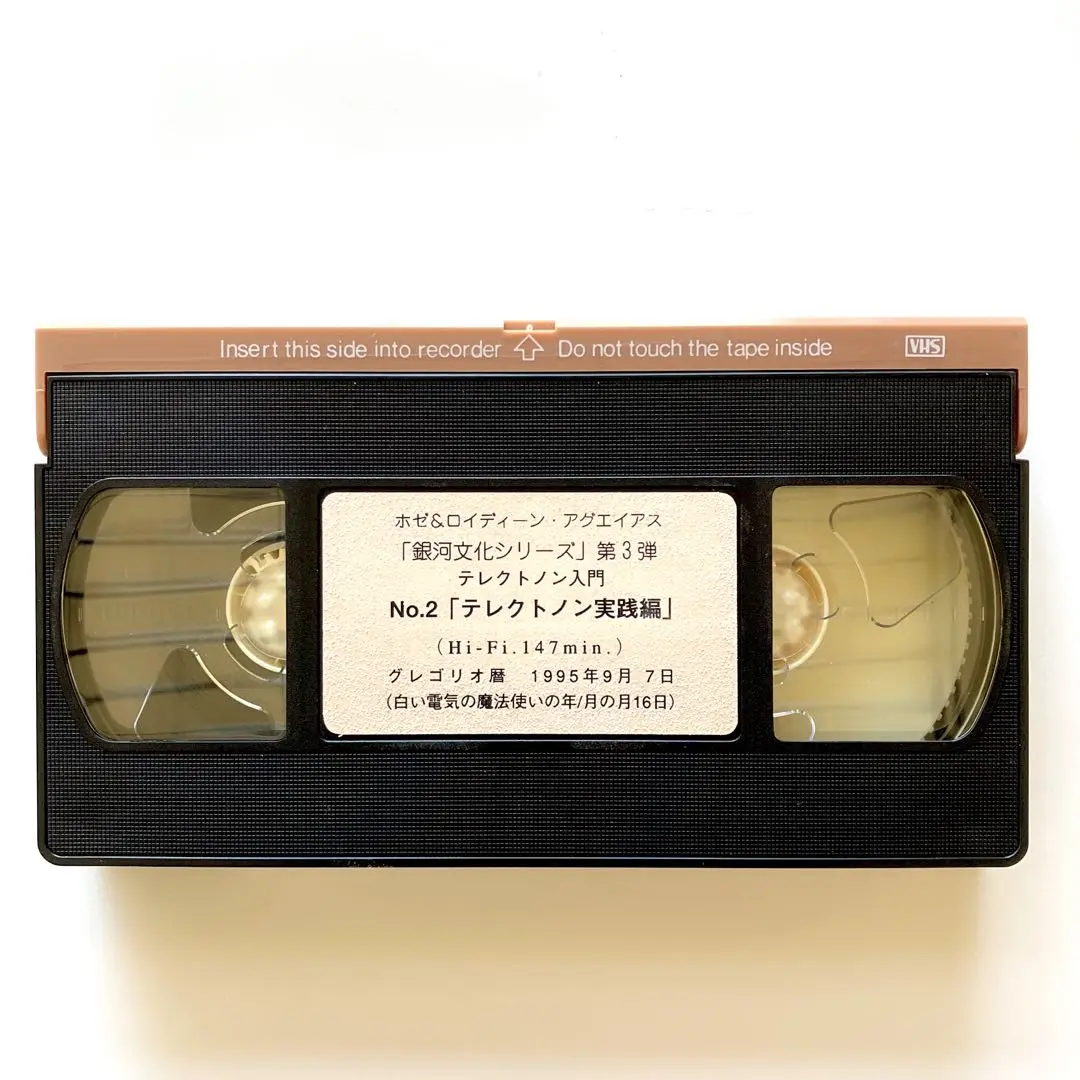 Insert this side into recorder ⇧ Do not touch the tape inside VHS
ホゼ&ロイディーン・アグエイアス
「銀河文化シリーズ」第3弾
テレクトノン入門
No.2「テレクトノン実践編」
(Hi-Fi.147min.)
グレゴリオ暦 1995年9月 7日
(白い電気の魔法使いの年/月の月16日)